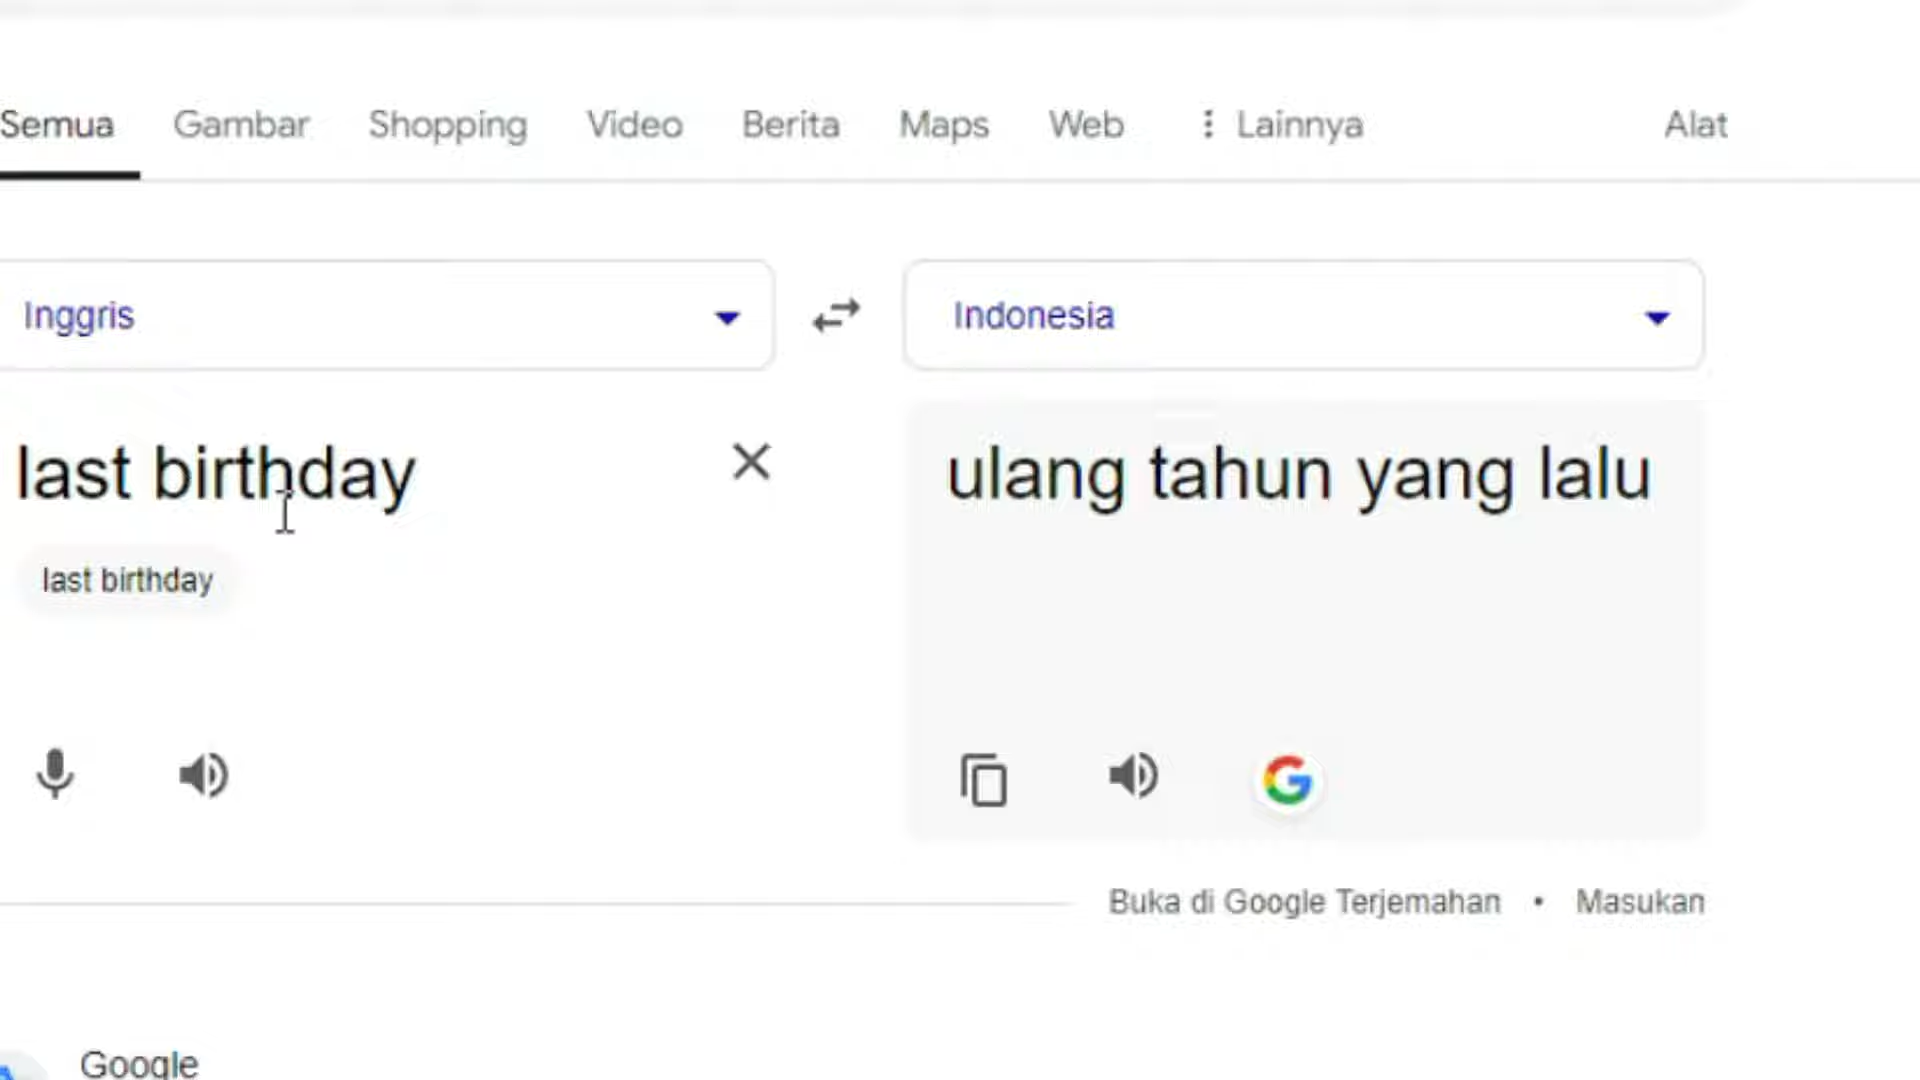 Semua Gambar Shopping Video Berita Maps Web Lainnya Alat
Inggris Indonesia
last birthday ulang tahun yang lalu
last birthday
Buka di Google Terjemahan • Masukan
Google